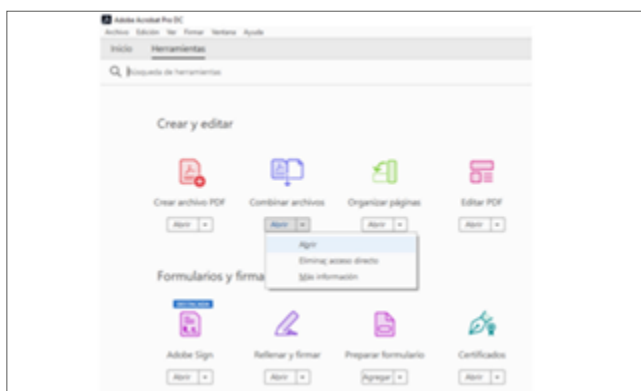 Adobe Acrobat Pro DC
Archivo Edición Ver Firmar Ventana Ayuda
Inicio Herramientas
Búsqueda de herramientas
Crear y editar
Crear archivo PDF Combinar archivos Organizar páginas Editar PDF
Abrir Abrir Abrir Abrir
Abrir
Eliminar acceso directo
Más información
Formularios y firma
DESTACADA
Adobe Sign Rellenar y firmar Preparar formulario Certificados
Abrir Abrir Agregar Abrir